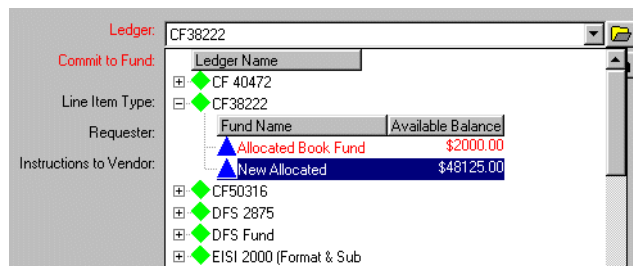 Ledger: CF38222
Commit to Fund: Ledger Name
CF 40472
Line Item Type: CF38222
Requester: Fund Name Available Balance
Allocated Book Fund $2000.00
Instructions to Vendor: New Allocated $48125.00
CF50316
DFS 2875
DFS Fund
EISI 2000 (Format & Sub